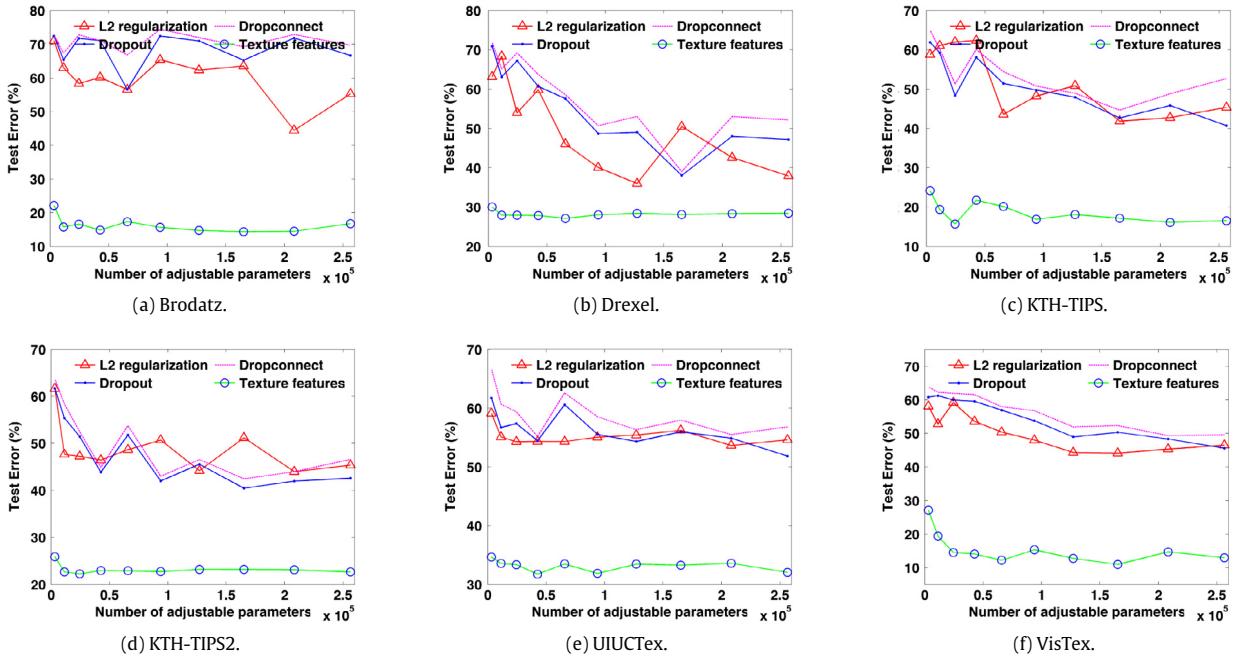 80
70
60
50
40
30
20
10
Test Error (%)
L2 regularization
Dropout
Dropconnect
Texture features
0 0.5 1 1.5 2 2.5
Number of adjustable parameters x 10^5
(a) Brodatz.
80
70
60
50
40
30
20
Test Error (%)
L2 regularization
Dropout
Dropconnect
Texture features
0 0.5 1 1.5 2 2.5
Number of adjustable parameters x 10^5
(b) Drexel.
70
60
50
40
30
20
10
Test Error (%)
L2 regularization
Dropout
Dropconnect
Texture features
0 0.5 1 1.5 2 2.5
Number of adjustable parameters x 10^5
(c) KTH-TIPS.
70
60
50
40
30
20
Test Error (%)
L2 regularization
Dropout
Dropconnect
Texture features
0 0.5 1 1.5 2 2.5
Number of adjustable parameters x 10^5
(d) KTH-TIPS2.
70
60
50
40
30
Test Error (%)
L2 regularization
Dropout
Dropconnect
Texture features
0 0.5 1 1.5 2 2.5
Number of adjustable parameters x 10^5
(e) UIUCTex.
70
60
50
40
30
20
10
Test Error (%)
L2 regularization
Dropout
Dropconnect
Texture features
0 0.5 1 1.5 2 2.5
Number of adjustable parameters x 10^5
(f) VisTex.